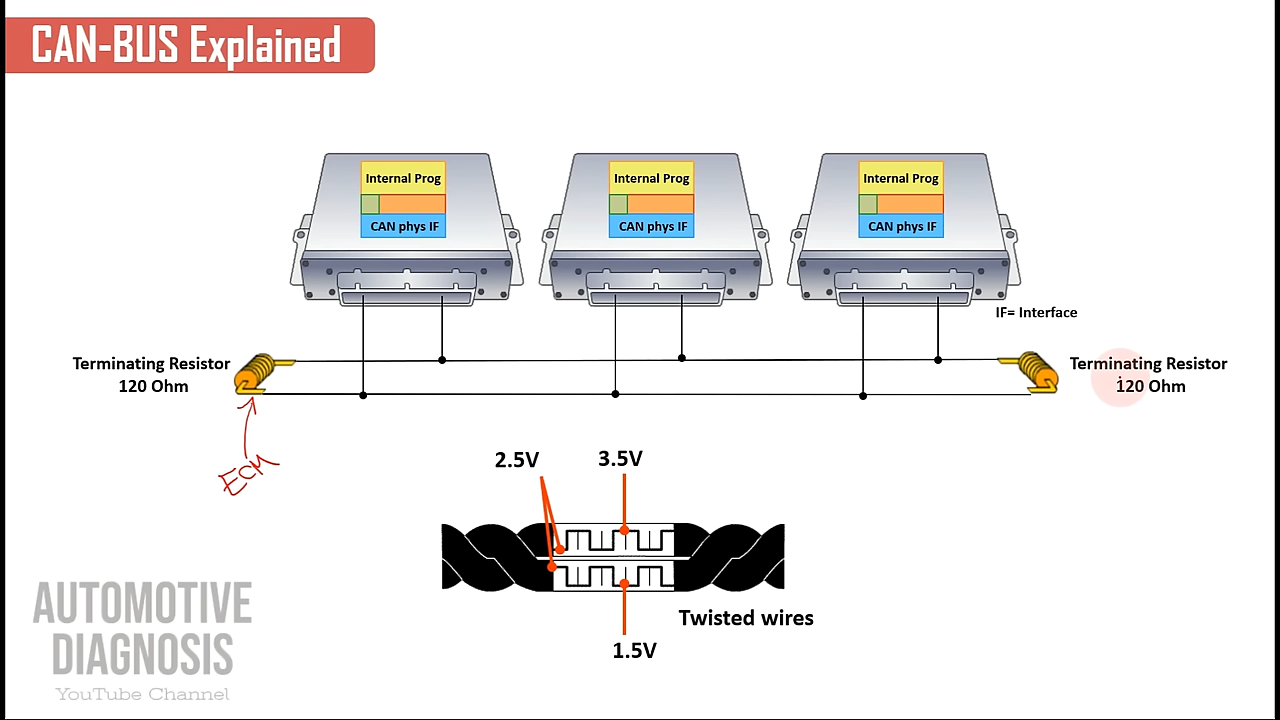 CAN-BUS Explained
Internal Prog
CAN phys IF
Internal Prog
CAN phys IF
Internal Prog
CAN phys IF
IF= Interface
Terminating Resistor
120 Ohm
Terminating Resistor
120 Ohm
ECM
2.5V
3.5V
Twisted wires
1.5V
AUTOMOTIVE
DIAGNOSIS
YouTube Channel